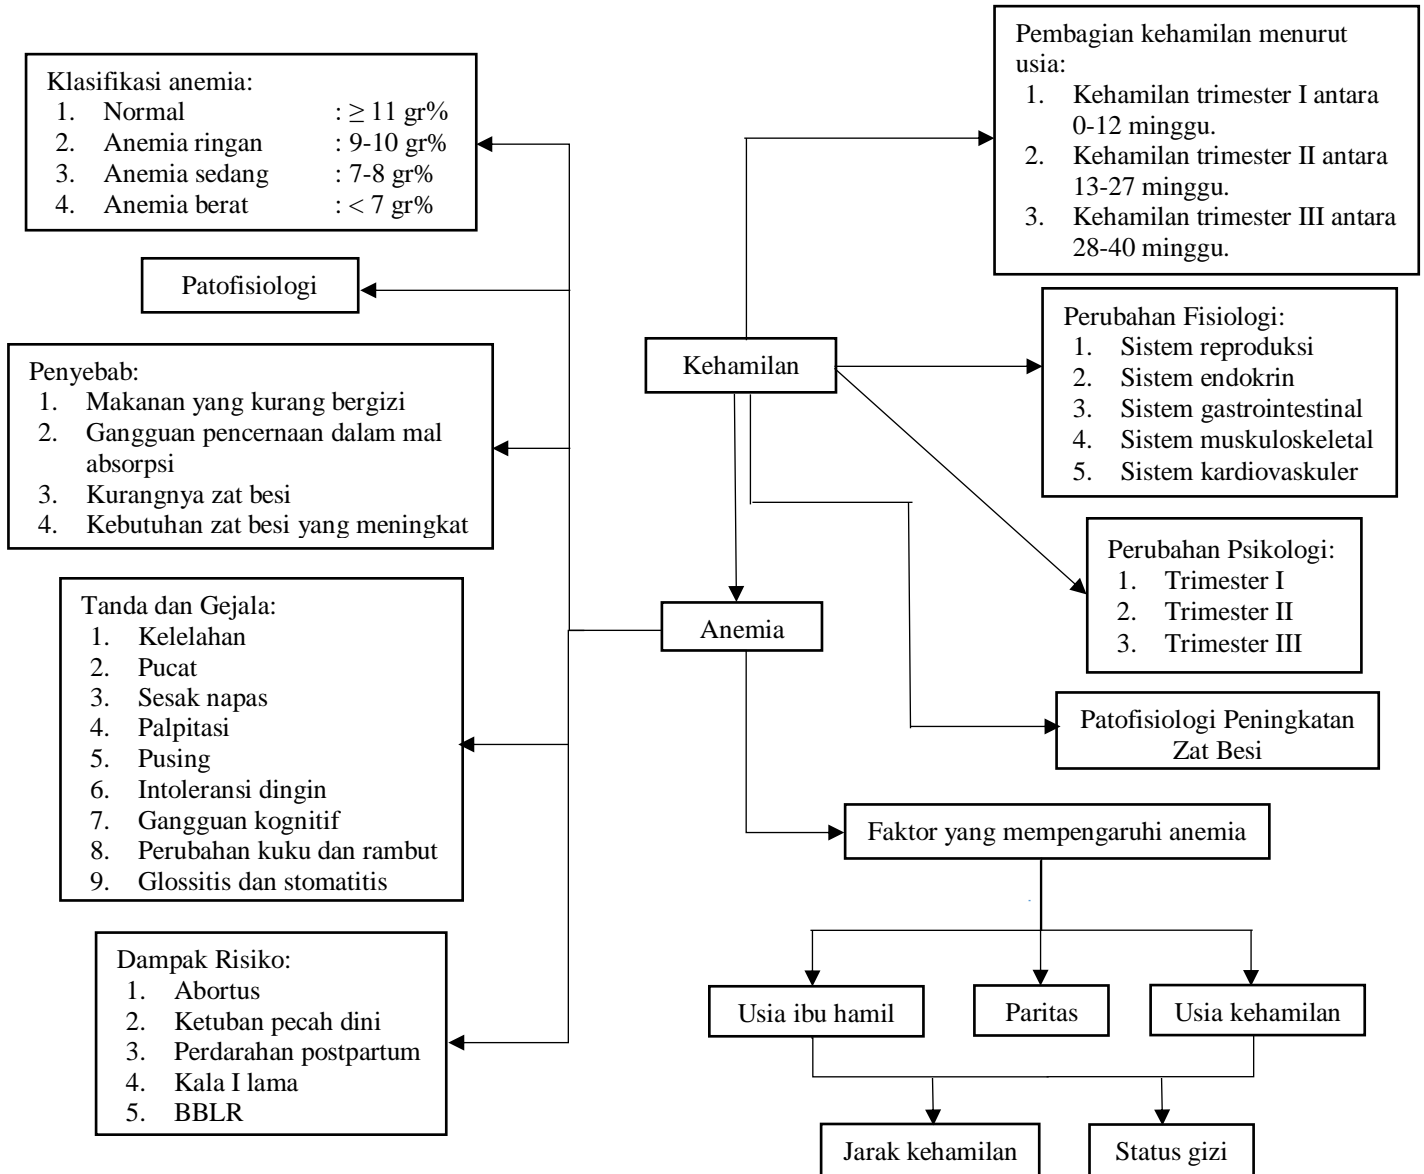 Klasifikasi anemia:
1. Normal : ≥ 11 gr%
2. Anemia ringan : 9-10 gr%
3. Anemia sedang : 7-8 gr%
4. Anemia berat : < 7 gr%
Patofisiologi
Penyebab:
1. Makanan yang kurang bergizi
2. Gangguan pencernaan dalam mal
absorpsi
3. Kurangnya zat besi
4. Kebutuhan zat besi yang meningkat
Tanda dan Gejala:
1. Kelelahan
2. Pucat
3. Sesak napas
4. Palpitasi
5. Pusing
6. Intoleransi dingin
7. Gangguan kognitif
8. Perubahan kuku dan rambut
9. Glossitis dan stomatitis
Dampak Risiko:
1. Abortus
2. Ketuban pecah dini
3. Perdarahan postpartum
4. Kala I lama
5. BBLR
Kehamilan
Anemia
Pembagian kehamilan menurut
usia:
1. Kehamilan trimester I antara
0-12 minggu.
2. Kehamilan trimester II antara
13-27 minggu.
3. Kehamilan trimester III antara
28-40 minggu.
Perubahan Fisiologi:
1. Sistem reproduksi
2. Sistem endokrin
3. Sistem gastrointestinal
4. Sistem muskuloskeletal
5. Sistem kardiovaskuler
Perubahan Psikologi:
1. Trimester I
2. Trimester II
3. Trimester III
Patofisiologi Peningkatan
Zat Besi
Faktor yang mempengaruhi anemia
Usia ibu hamil
Paritas
Usia kehamilan
Jarak kehamilan
Status gizi